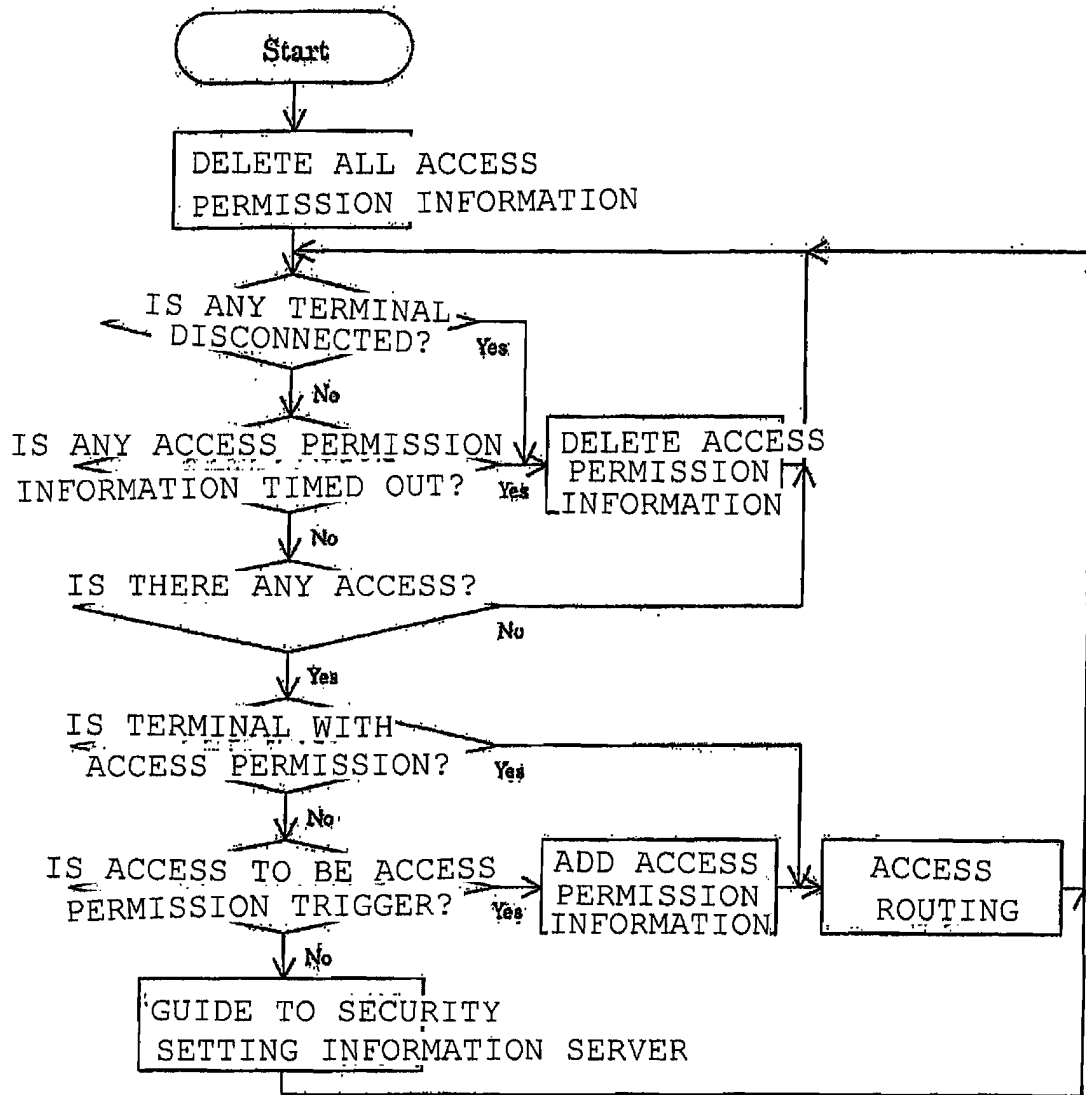 Start
DELETE ALL ACCESS
PERMISSION INFORMATION
IS ANY TERMINAL
DISCONNECTED?
Yes
No
IS ANY ACCESS PERMISSION
INFORMATION TIMED OUT?
Yes
DELETE ACCESS
PERMISSION
INFORMATION
No
IS THERE ANY ACCESS?
No
Yes
IS TERMINAL WITH
ACCESS PERMISSION?
Yes
No
IS ACCESS TO BE ACCESS
PERMISSION TRIGGER?
Yes
ADD ACCESS
PERMISSION
INFORMATION
ACCESS
ROUTING
No
GUIDE TO SECURITY
SETTING INFORMATION SERVER